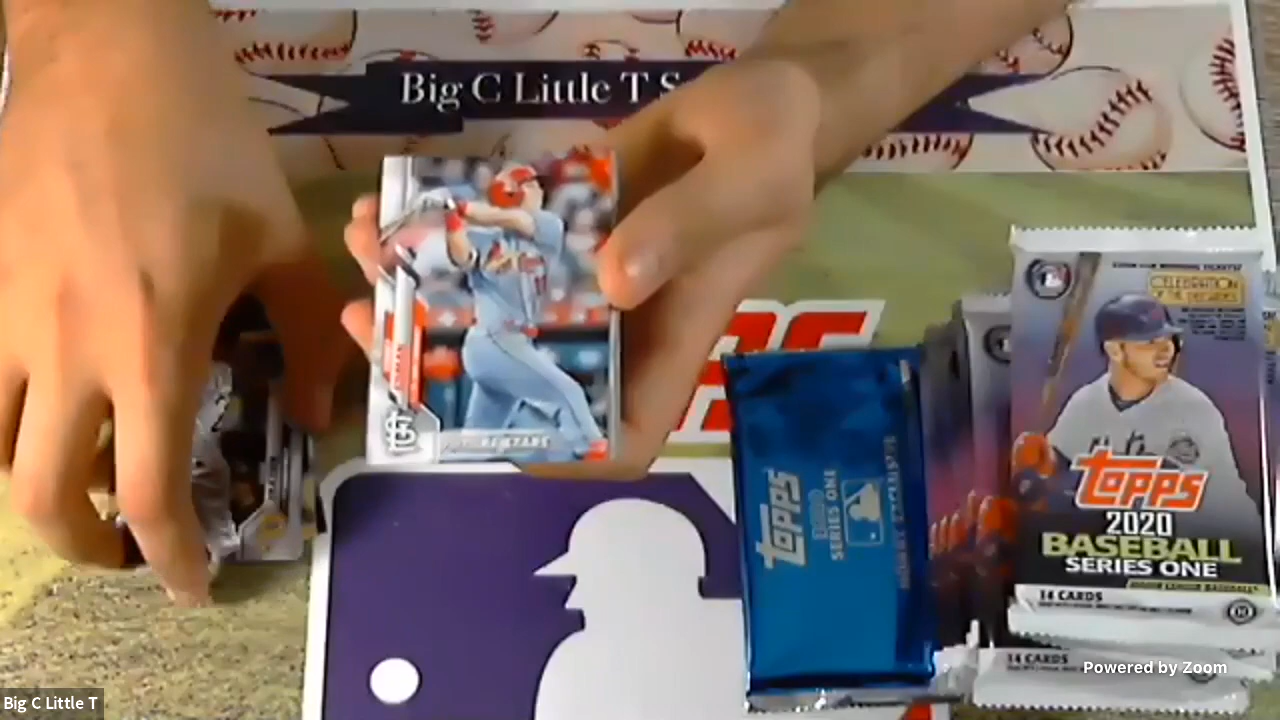 Big C Little T S
CELEBRATION
OF THE DECADES
FUTURE STARS
TOPPS
2020
BASEBALL
SERIES ONE
14 CARDS
14 CARDS
TOPPS
2020
SERIES ONE
Powered by Zoom
Big C Little T